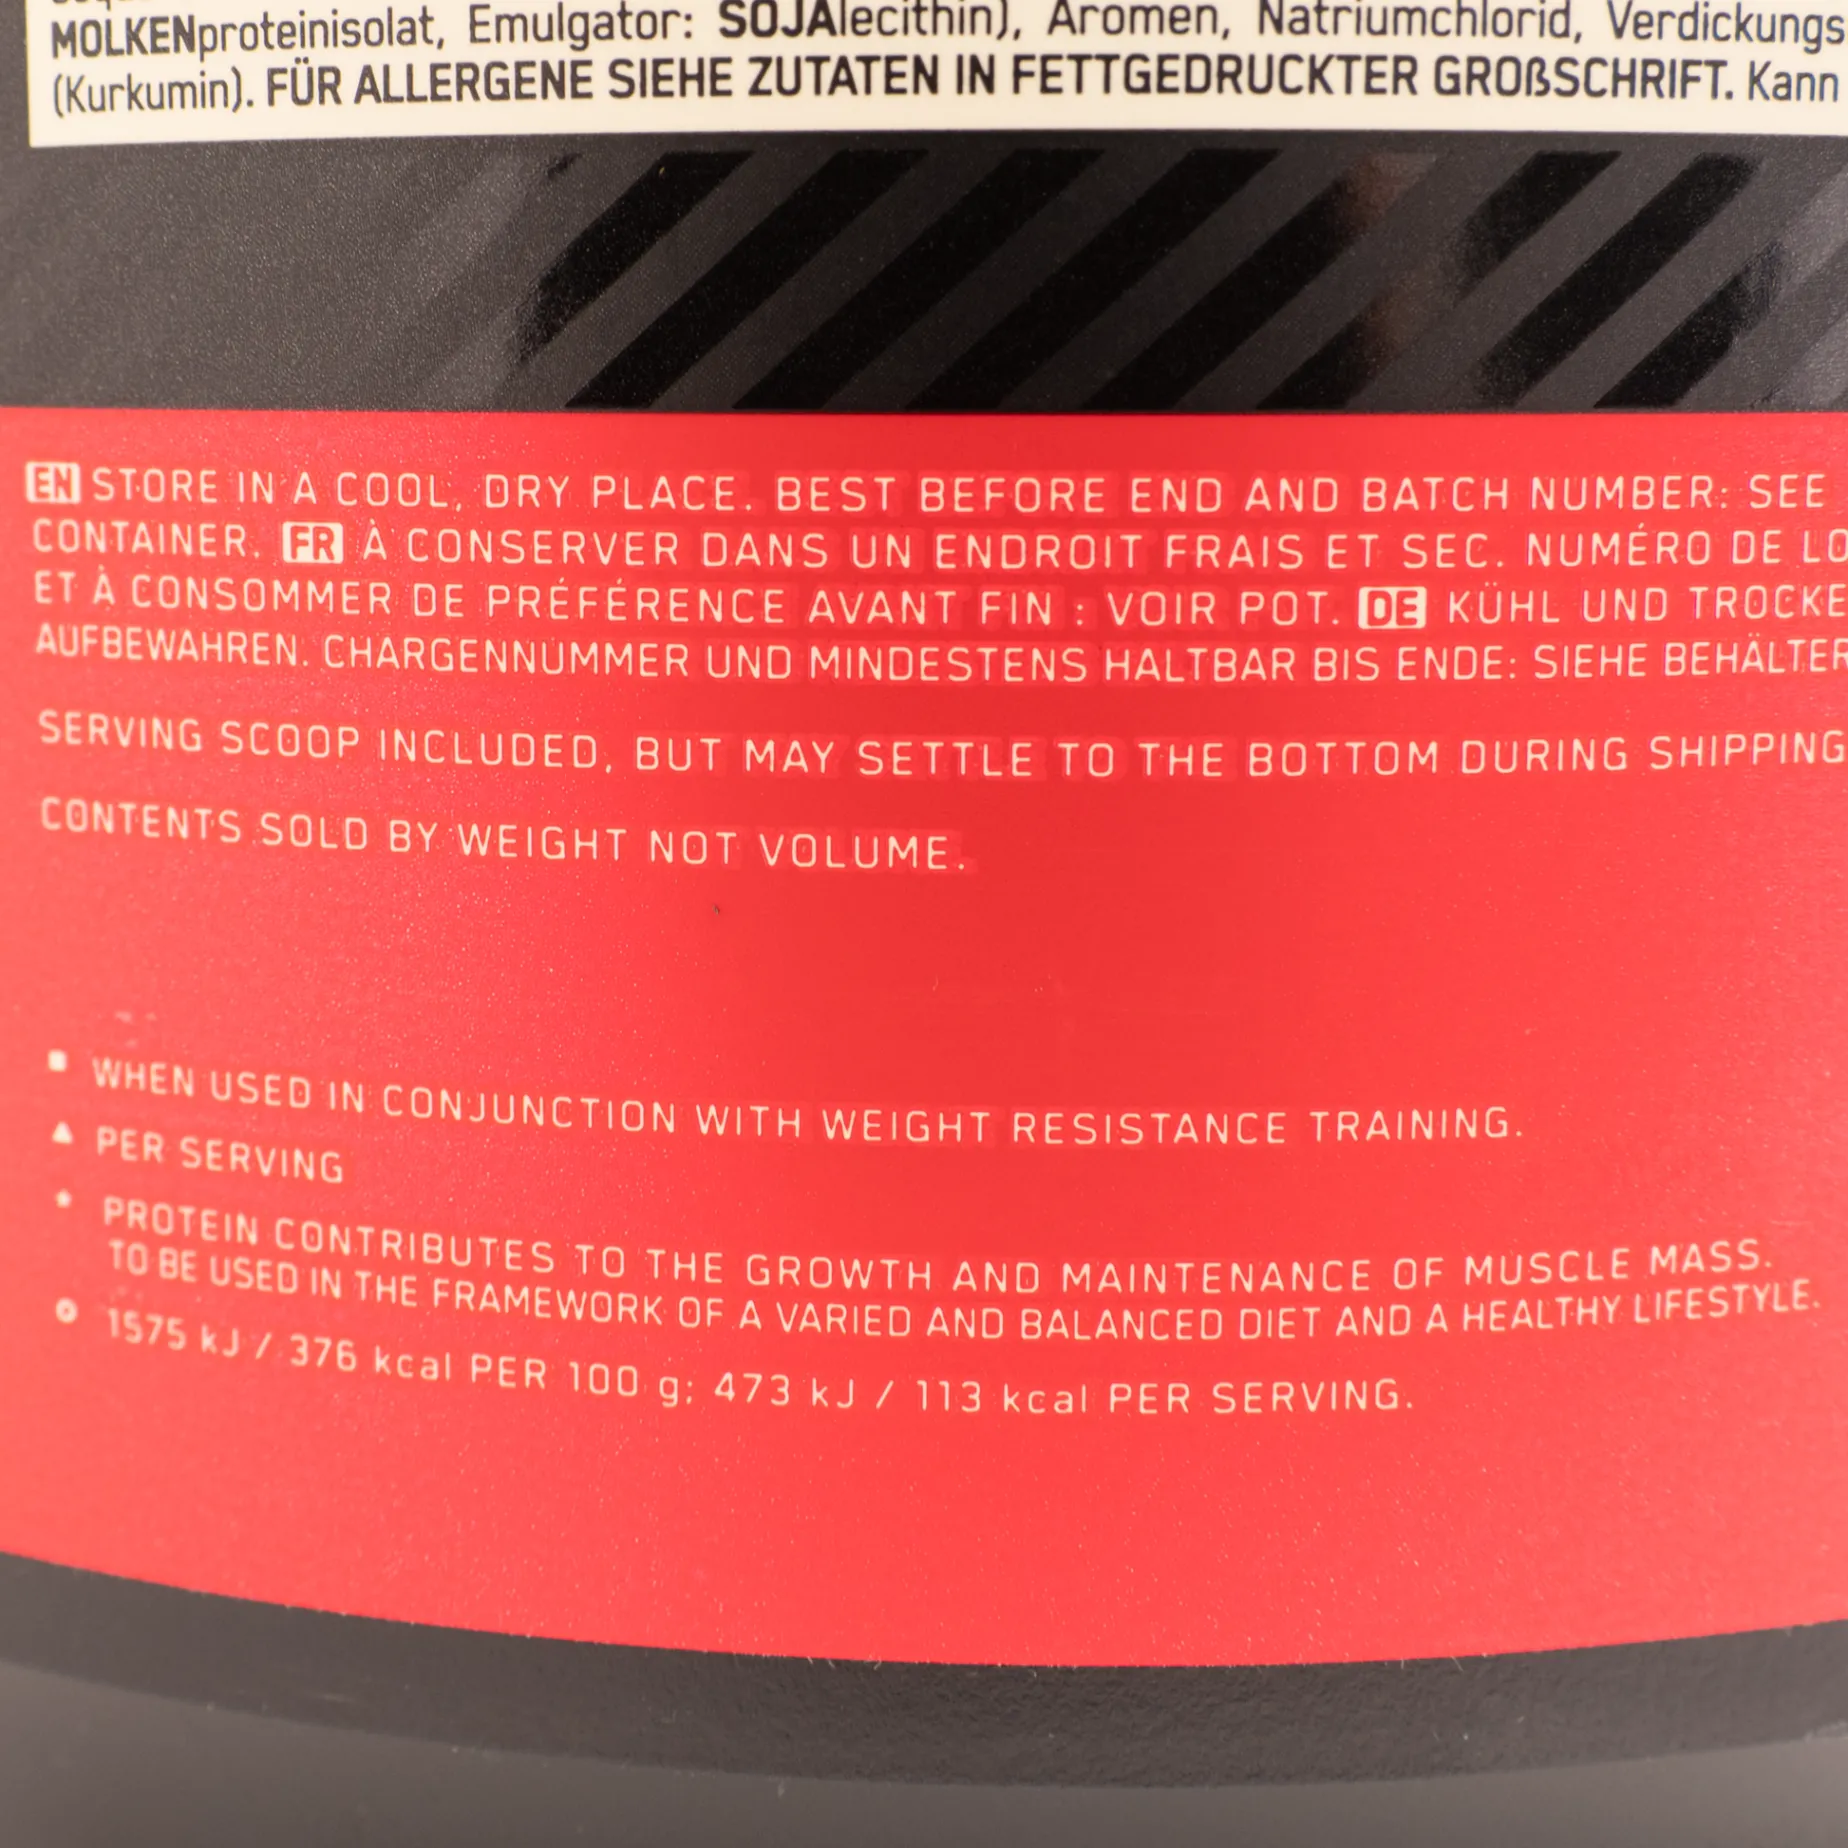 MOLKENproteinisolat, Emulgator: SOJAlecithin), Aromen, Natriumchlorid, Verdickungs
(Kurkumin). FÜR ALLERGENE SIEHE ZUTATEN IN FETTGEDRUCKTER GROßSCHRIFT. Kann
EN STORE IN A COOL, DRY PLACE. BEST BEFORE END AND BATCH NUMBER: SEE
CONTAINER. FR À CONSERVER DANS UN ENDROIT FRAIS ET SEC. NUMÉRO DE LO
ET À CONSOMMER DE PRÉFÉRENCE AVANT FIN : VOIR POT. DE KÜHL UND TROCKE
AUFBEWAHREN. CHARGENNUMMER UND MINDESTENS HALTBAR BIS ENDE: SIEHE BEHÄLTER
SERVING SCOOP INCLUDED, BUT MAY SETTLE TO THE BOTTOM DURING SHIPPING
CONTENTS SOLD BY WEIGHT NOT VOLUME.
WHEN USED IN CONJUNCTION WITH WEIGHT RESISTANCE TRAINING.
PER SERVING
PROTEIN CONTRIBUTES TO THE GROWTH AND MAINTENANCE OF MUSCLE MASS.
TO BE USED IN THE FRAMEWORK OF A VARIED AND BALANCED DIET AND A HEALTHY LIFESTYLE.
1575 kJ / 376 kcal PER 100 g; 473 kJ / 113 kcal PER SERVING.